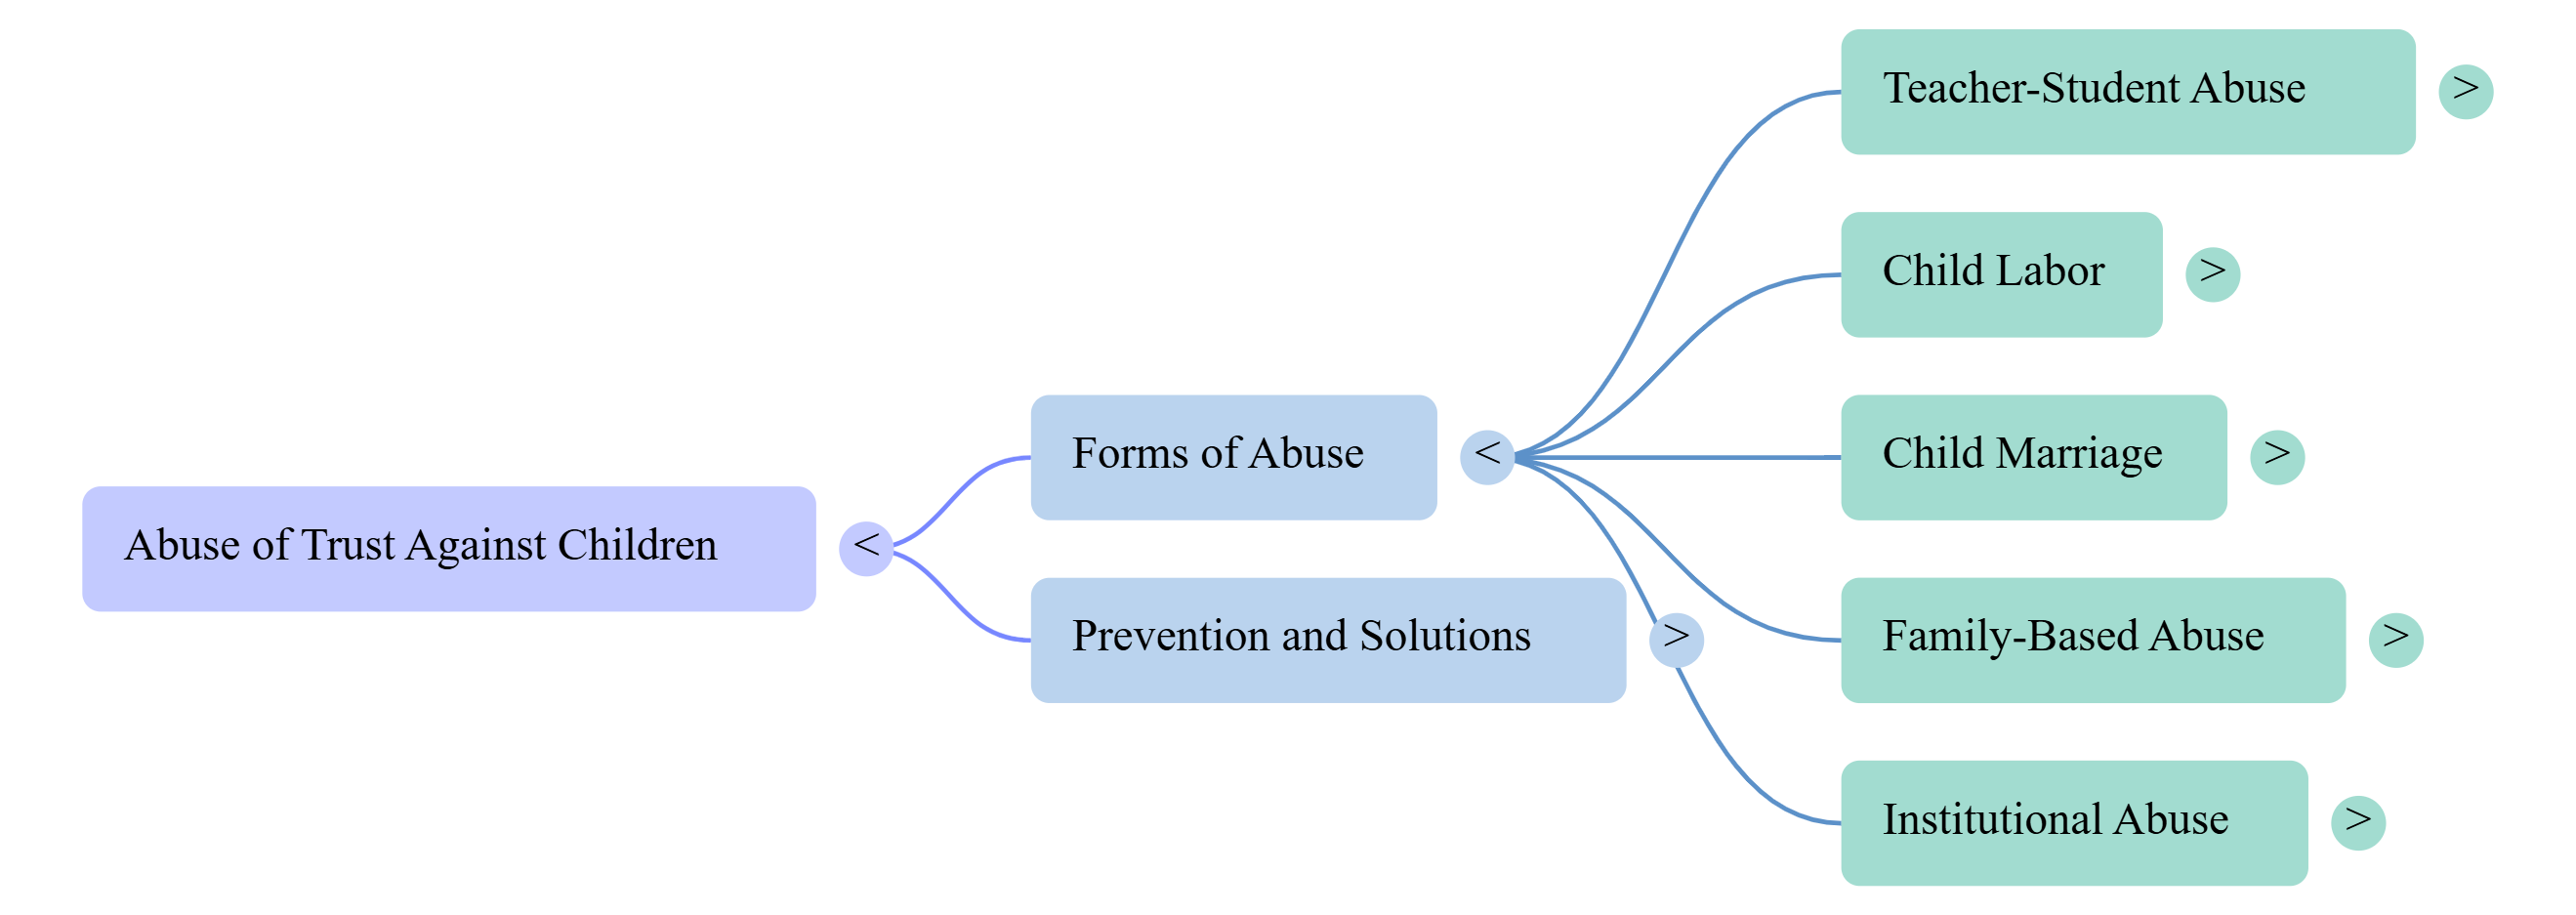 Abuse of Trust Against Children
<
Forms of Abuse
<
Prevention and Solutions
>
Teacher-Student Abuse
>
Child Labor
>
Child Marriage
>
Family-Based Abuse
>
Institutional Abuse
>